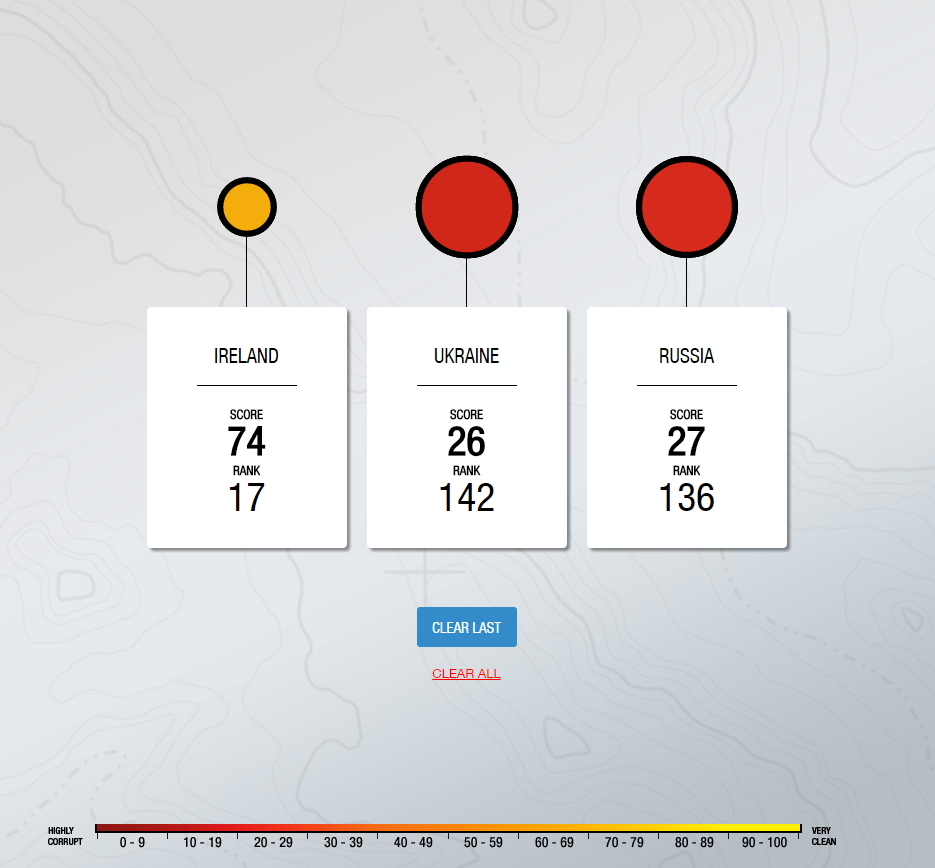 IRELAND
SCORE
74
RANK
17
UKRAINE
SCORE
26
RANK
142
RUSSIA
SCORE
27
RANK
136
CLEAR LAST
CLEAR ALL
HIGHLY
CORRUPT
0 - 9
10 - 19
20 - 29
30 - 39
40 - 49
50 - 59
60 - 69
70 - 79
80 - 89
90 - 100
VERY
CLEAN